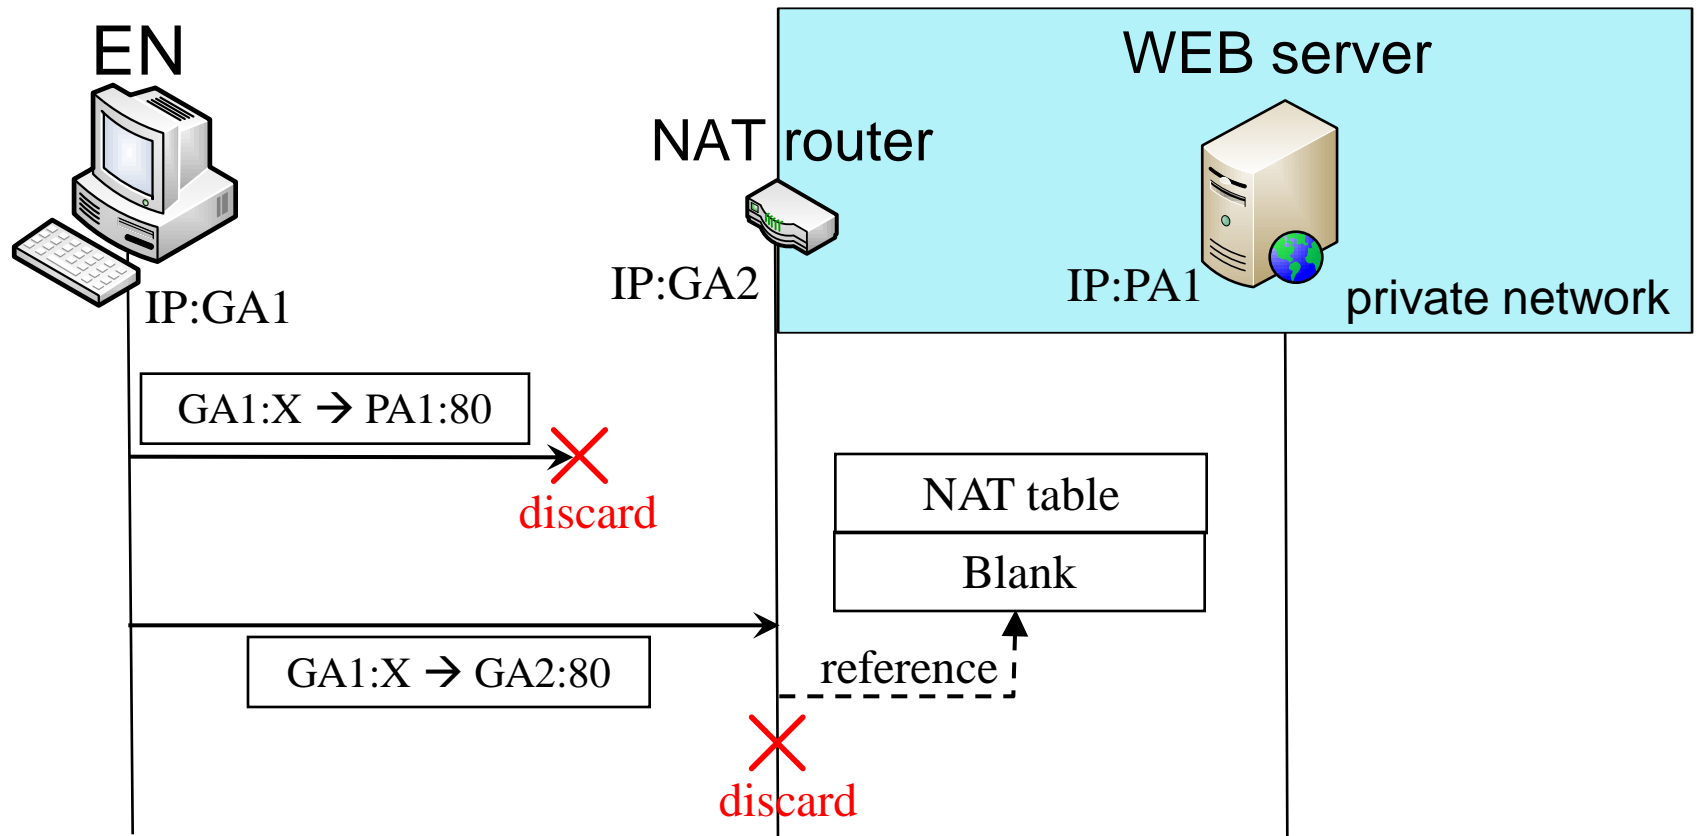 EN
WEB server
NAT router
IP:GA1
IP:GA2
IP:PA1
private network
GA1:X → PA1:80
discard
NAT table
Blank
GA1:X → GA2:80
reference
discard